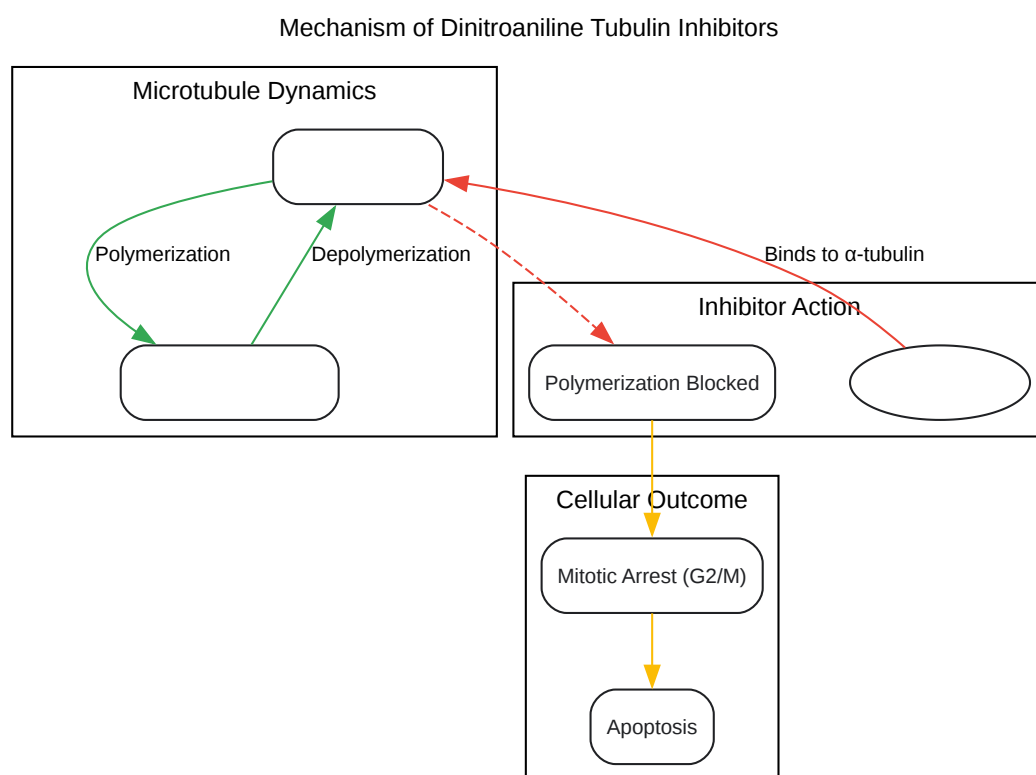 Mechanism of Dinitroaniline Tubulin Inhibitors
Microtubule Dynamics
Polymerization
Depolymerization
Binds to α-tubulin
Inhibitor Action
Polymerization Blocked
Cellular Outcome
Mitotic Arrest (G2/M)
Apoptosis